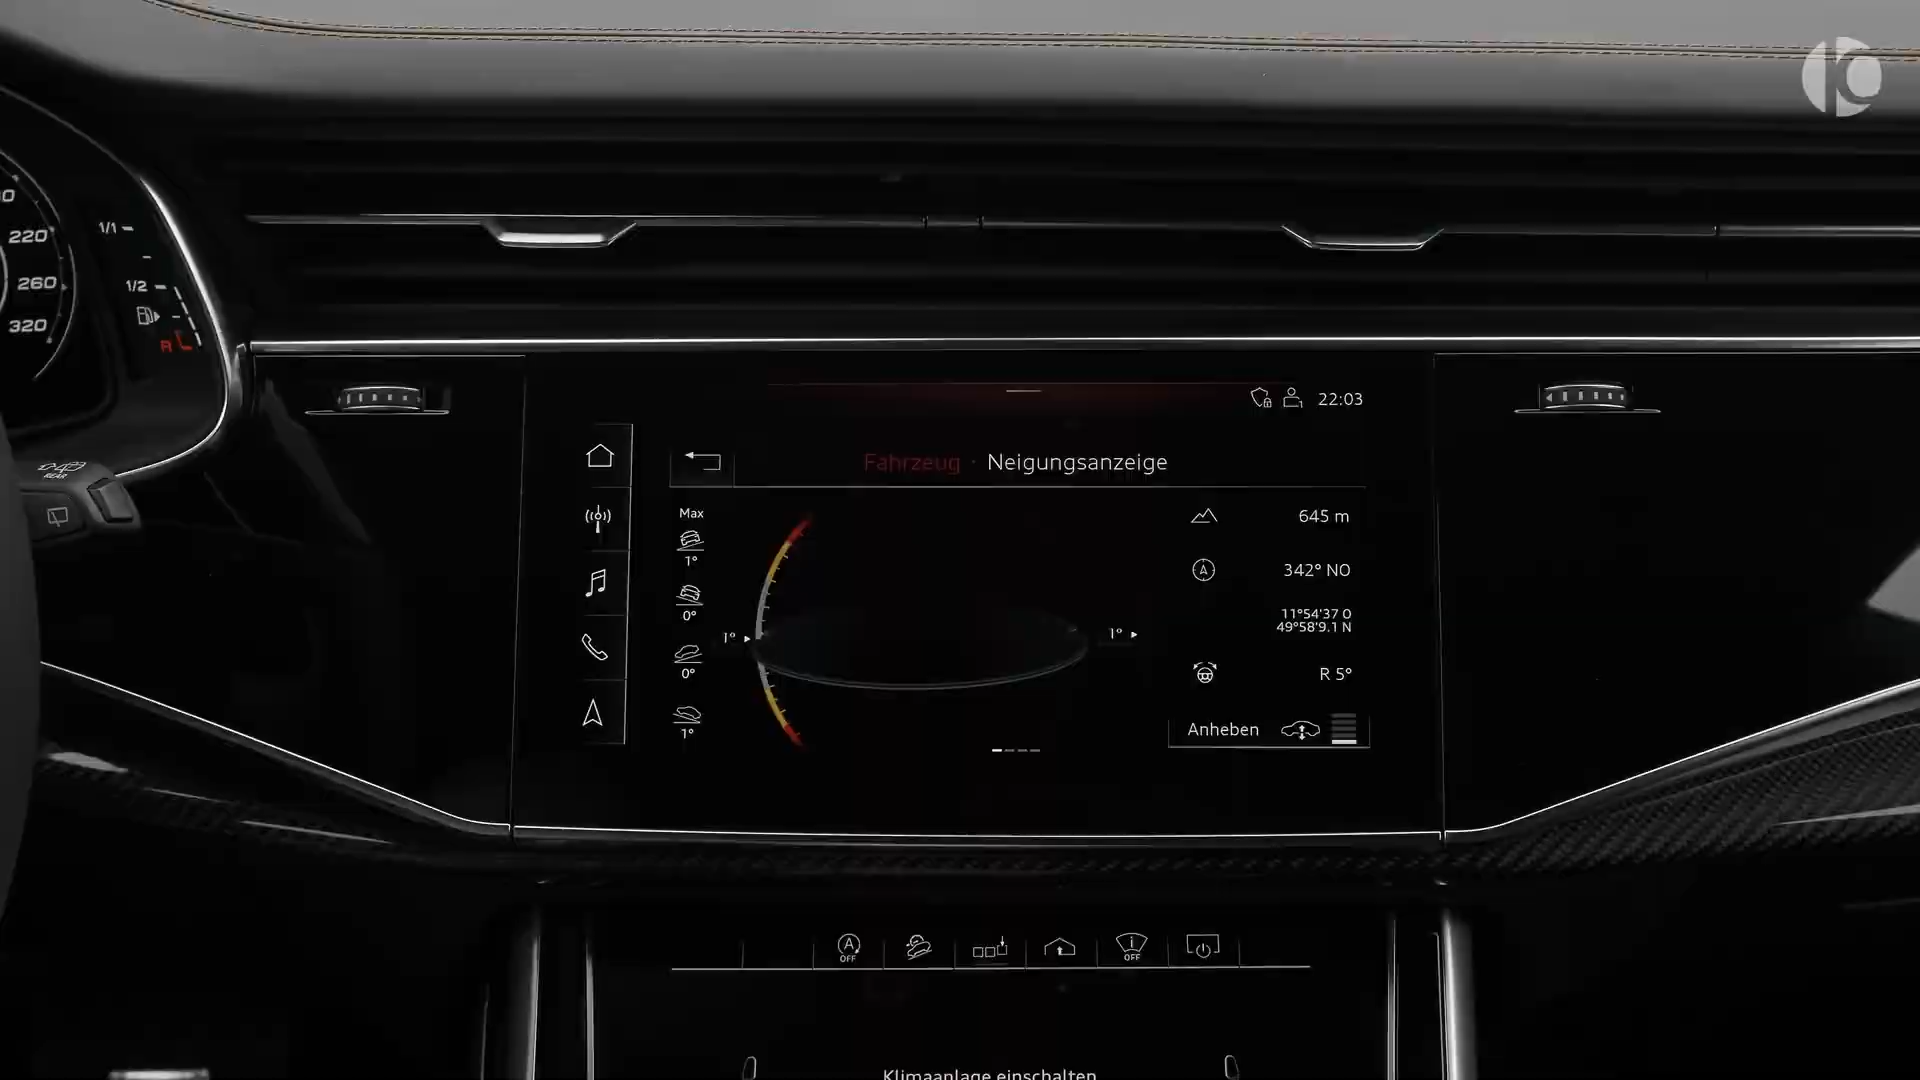 220
260
320
1/1
1/2
R
REAR
22:03
Fahrzeug · Neigungsanzeige
Max
1°
0°
0°
1°
1°
1°
645 m
342° NO
11°54'37 O
49°58'9.1 N
R 5°
Anheben
A
OFF
OFF
Klimaanlage einschalten